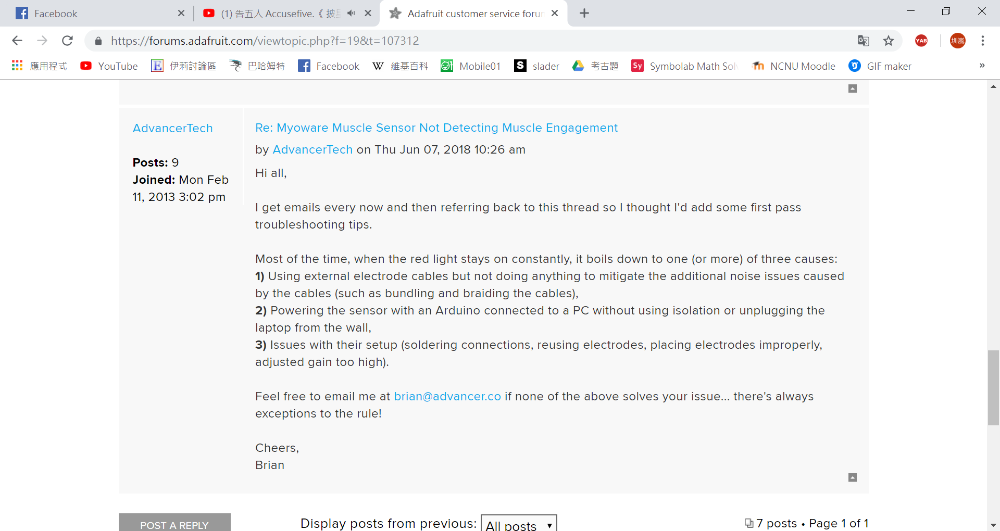 Facebook
(1) 告五人 Accusefive.《 披
Adafruit customer service forur
https://forums.adafruit.com/viewtopic.php?f=19&t=107312
YAB
圳嵐
應用程式
YouTube
伊莉討論區
巴哈姆特
Facebook
W 維基百科
Mobile01
S slader
考古題
Sy Symbolab Math Solv
NCNU Moodle
GIF maker
»
AdvancerTech
Posts: 9
Joined: Mon Feb
11, 2013 3:02 pm
Re: Myoware Muscle Sensor Not Detecting Muscle Engagement
by AdvancerTech on Thu Jun 07, 2018 10:26 am
Hi all,
I get emails every now and then referring back to this thread so I thought I'd add some first pass
troubleshooting tips.
Most of the time, when the red light stays on constantly, it boils down to one (or more) of three causes:
1) Using external electrode cables but not doing anything to mitigate the additional noise issues caused
by the cables (such as bundling and braiding the cables),
2) Powering the sensor with an Arduino connected to a PC without using isolation or unplugging the
laptop from the wall,
3) Issues with their setup (soldering connections, reusing electrodes, placing electrodes improperly,
adjusted gain too high).
Feel free to email me at brian@advancer.co if none of the above solves your issue... there's always
exceptions to the rule!
Cheers,
Brian
POST A REPLY
Display posts from previous: All posts
7 posts • Page 1 of 1